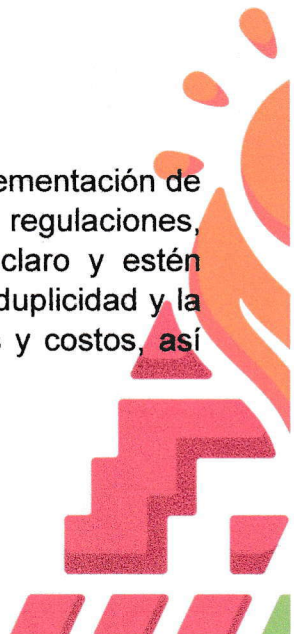 ementación de
regulaciones,
claro y estén
duplicidad y la
s y costos, así